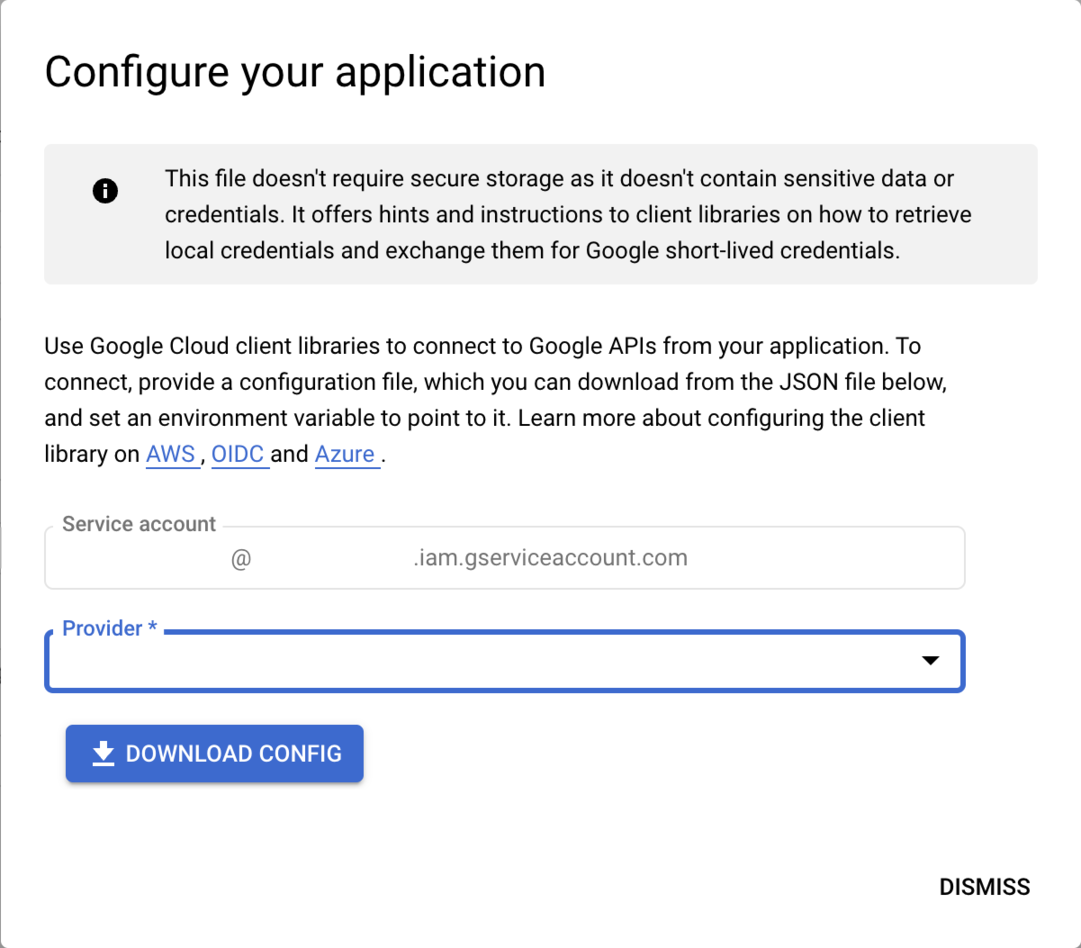 Configure your application
This file doesn't require secure storage as it doesn't contain sensitive data or
credentials. It offers hints and instructions to client libraries on how to retrieve
local credentials and exchange them for Google short-lived credentials.
Use Google Cloud client libraries to connect to Google APIs from your application. To
connect, provide a configuration file, which you can download from the JSON file below,
and set an environment variable to point to it. Learn more about configuring the client
library on AWS , OIDC and Azure .
Service account
@ .iam.gserviceaccount.com
Provider *
DOWNLOAD CONFIG
DISMISS